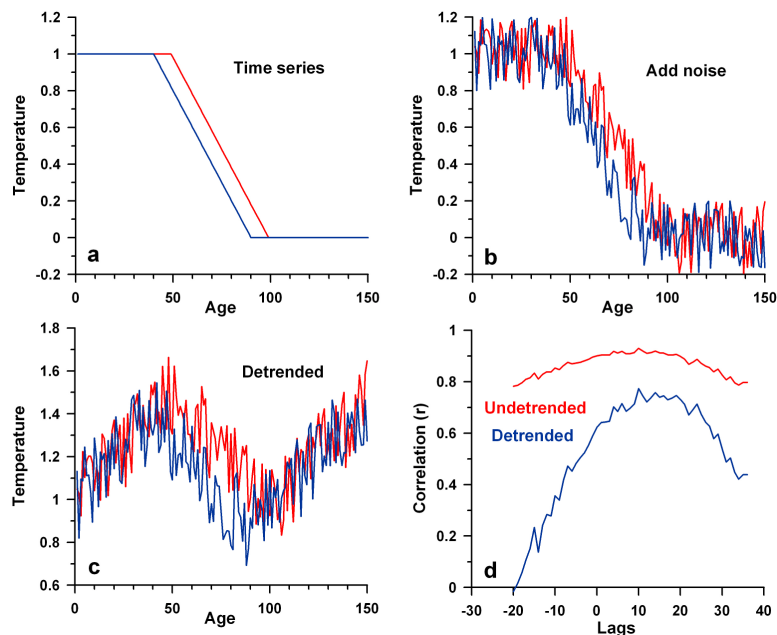 1.2
1
0.8
0.6
0.4
0.2
0
-0.2
Temperature
Time series
a
0
50
100
150
Age
1.2
1
0.8
0.6
0.4
0.2
0
-0.2
Temperature
Add noise
b
0
50
100
150
Age
1.8
1.6
1.4
1.2
1
0.8
0.6
Temperature
Detrended
c
0
50
100
150
Age
1
0.8
0.6
0.4
0.2
0
Correlation (r)
Undetrended
Detrended
d
-30
-20
-10
0
10
20
30
40
Lags